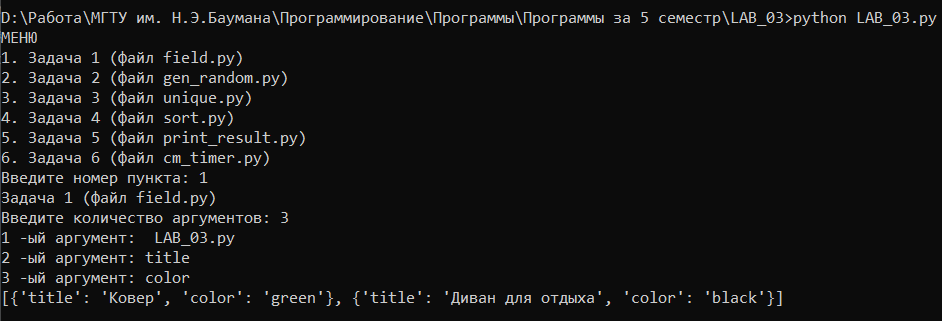 D:\Работа\МГТУ им. Н.Э.Баумана\Программирование\Программы\Программы за 5 семестр\LAB_03>python LAB_03.py
МЕНЮ
1. Задача 1 (файл field.py)
2. Задача 2 (файл gen_random.py)
3. Задача 3 (файл unique.py)
4. Задача 4 (файл sort.py)
5. Задача 5 (файл print_result.py)
6. Задача 6 (файл cm_timer.py)
Введите номер пункта: 1
Задача 1 (файл field.py)
Введите количество аргументов: 3
1 -ый аргумент:  LAB_03.py
2 -ый аргумент: title
3 -ый аргумент: color
[{'title': 'Ковер', 'color': 'green'}, {'title': 'Диван для отдыха', 'color': 'black'}]